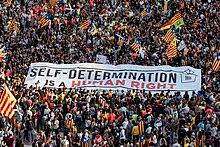 SELF-DETERMINATION
IS A HUMAN RIGHT